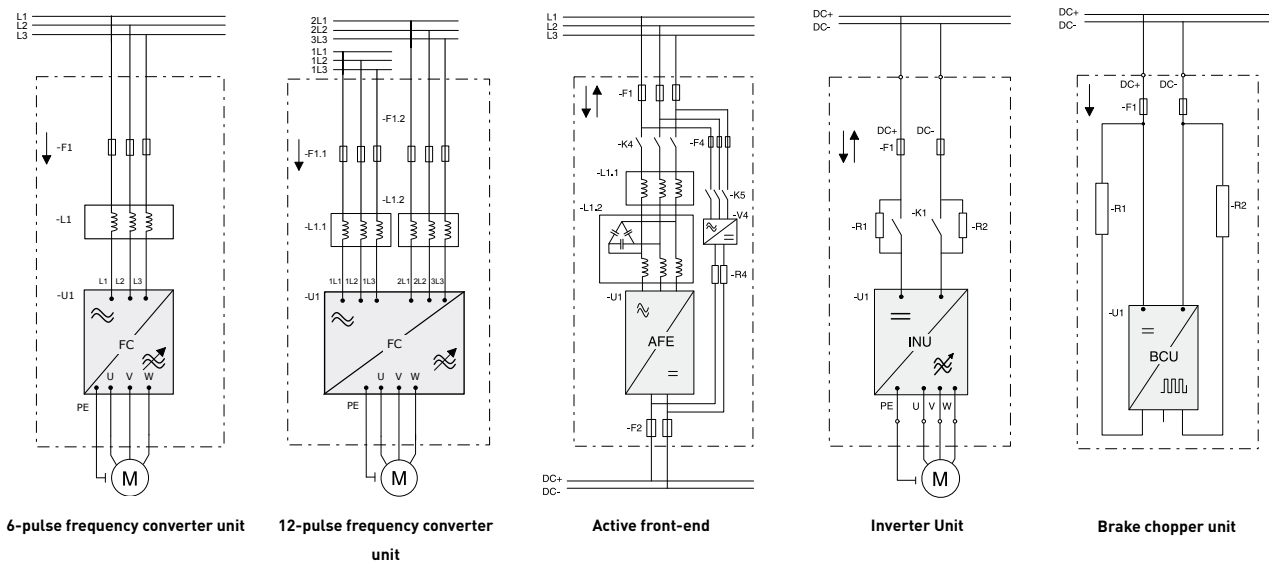 L1
L2
L3
-F1
-L1
L1 L2 L3
-U1
FC
U V W
PE
M
6-pulse frequency converter unit
2L1
2L2
3L3
1L1
1L2
1L3
-F1.2
-F1.1
-L1.2
-L1.1
1L1 1L2 1L3 2L1 2L2 3L3
-U1
FC
U V W
PE
M
12-pulse frequency converter
unit
L1
L2
L3
-F1
-K4
-F4
-L1.1
-K5
-L1.2
-V4
-R4
-U1
AFE
-F2
DC+
DC-
Active front-end
DC+
DC-
DC+ DC-
-F1
-K1
-R1
-R2
-U1
INU
PE U V W
M
Inverter Unit
DC+
DC-
DC+ DC-
-F1
-R1
-R2
-U1
BCU
Brake chopper unit